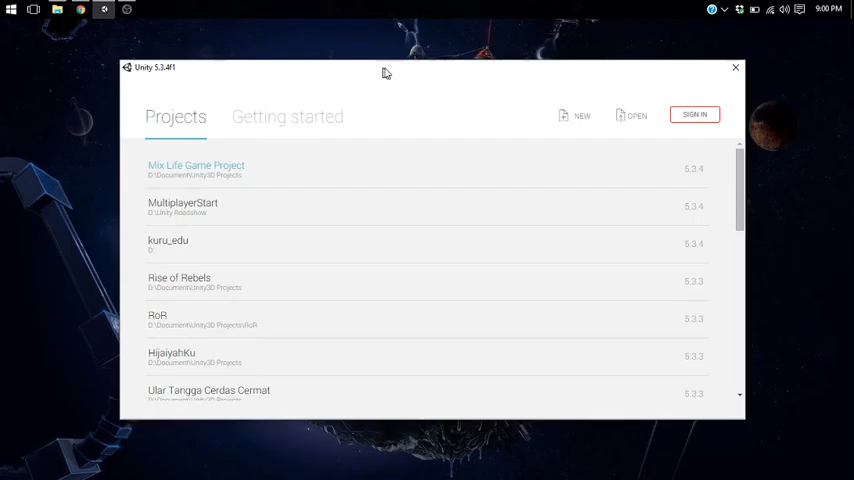 9:00 PM
Unity 5.3.4f1
Projects
Getting started
NEW
OPEN
SIGN IN
Mix Life Game Project
D:\Document\Unity3D Projects
5.3.4
MultiplayerStart
D:\Unity Roadshow
5.3.4
kuru_edu
D:
5.3.4
Rise of Rebels
D:\Document\Unity3D Projects
5.3.3
RoR
D:\Document\Unity3D Projects\RoR
5.3.3
HijaiyahKu
D:\Document\Unity3D Projects
5.3.3
Ular Tangga Cerdas Cermat
D:\Document\Unity3D Projects
5.3.3